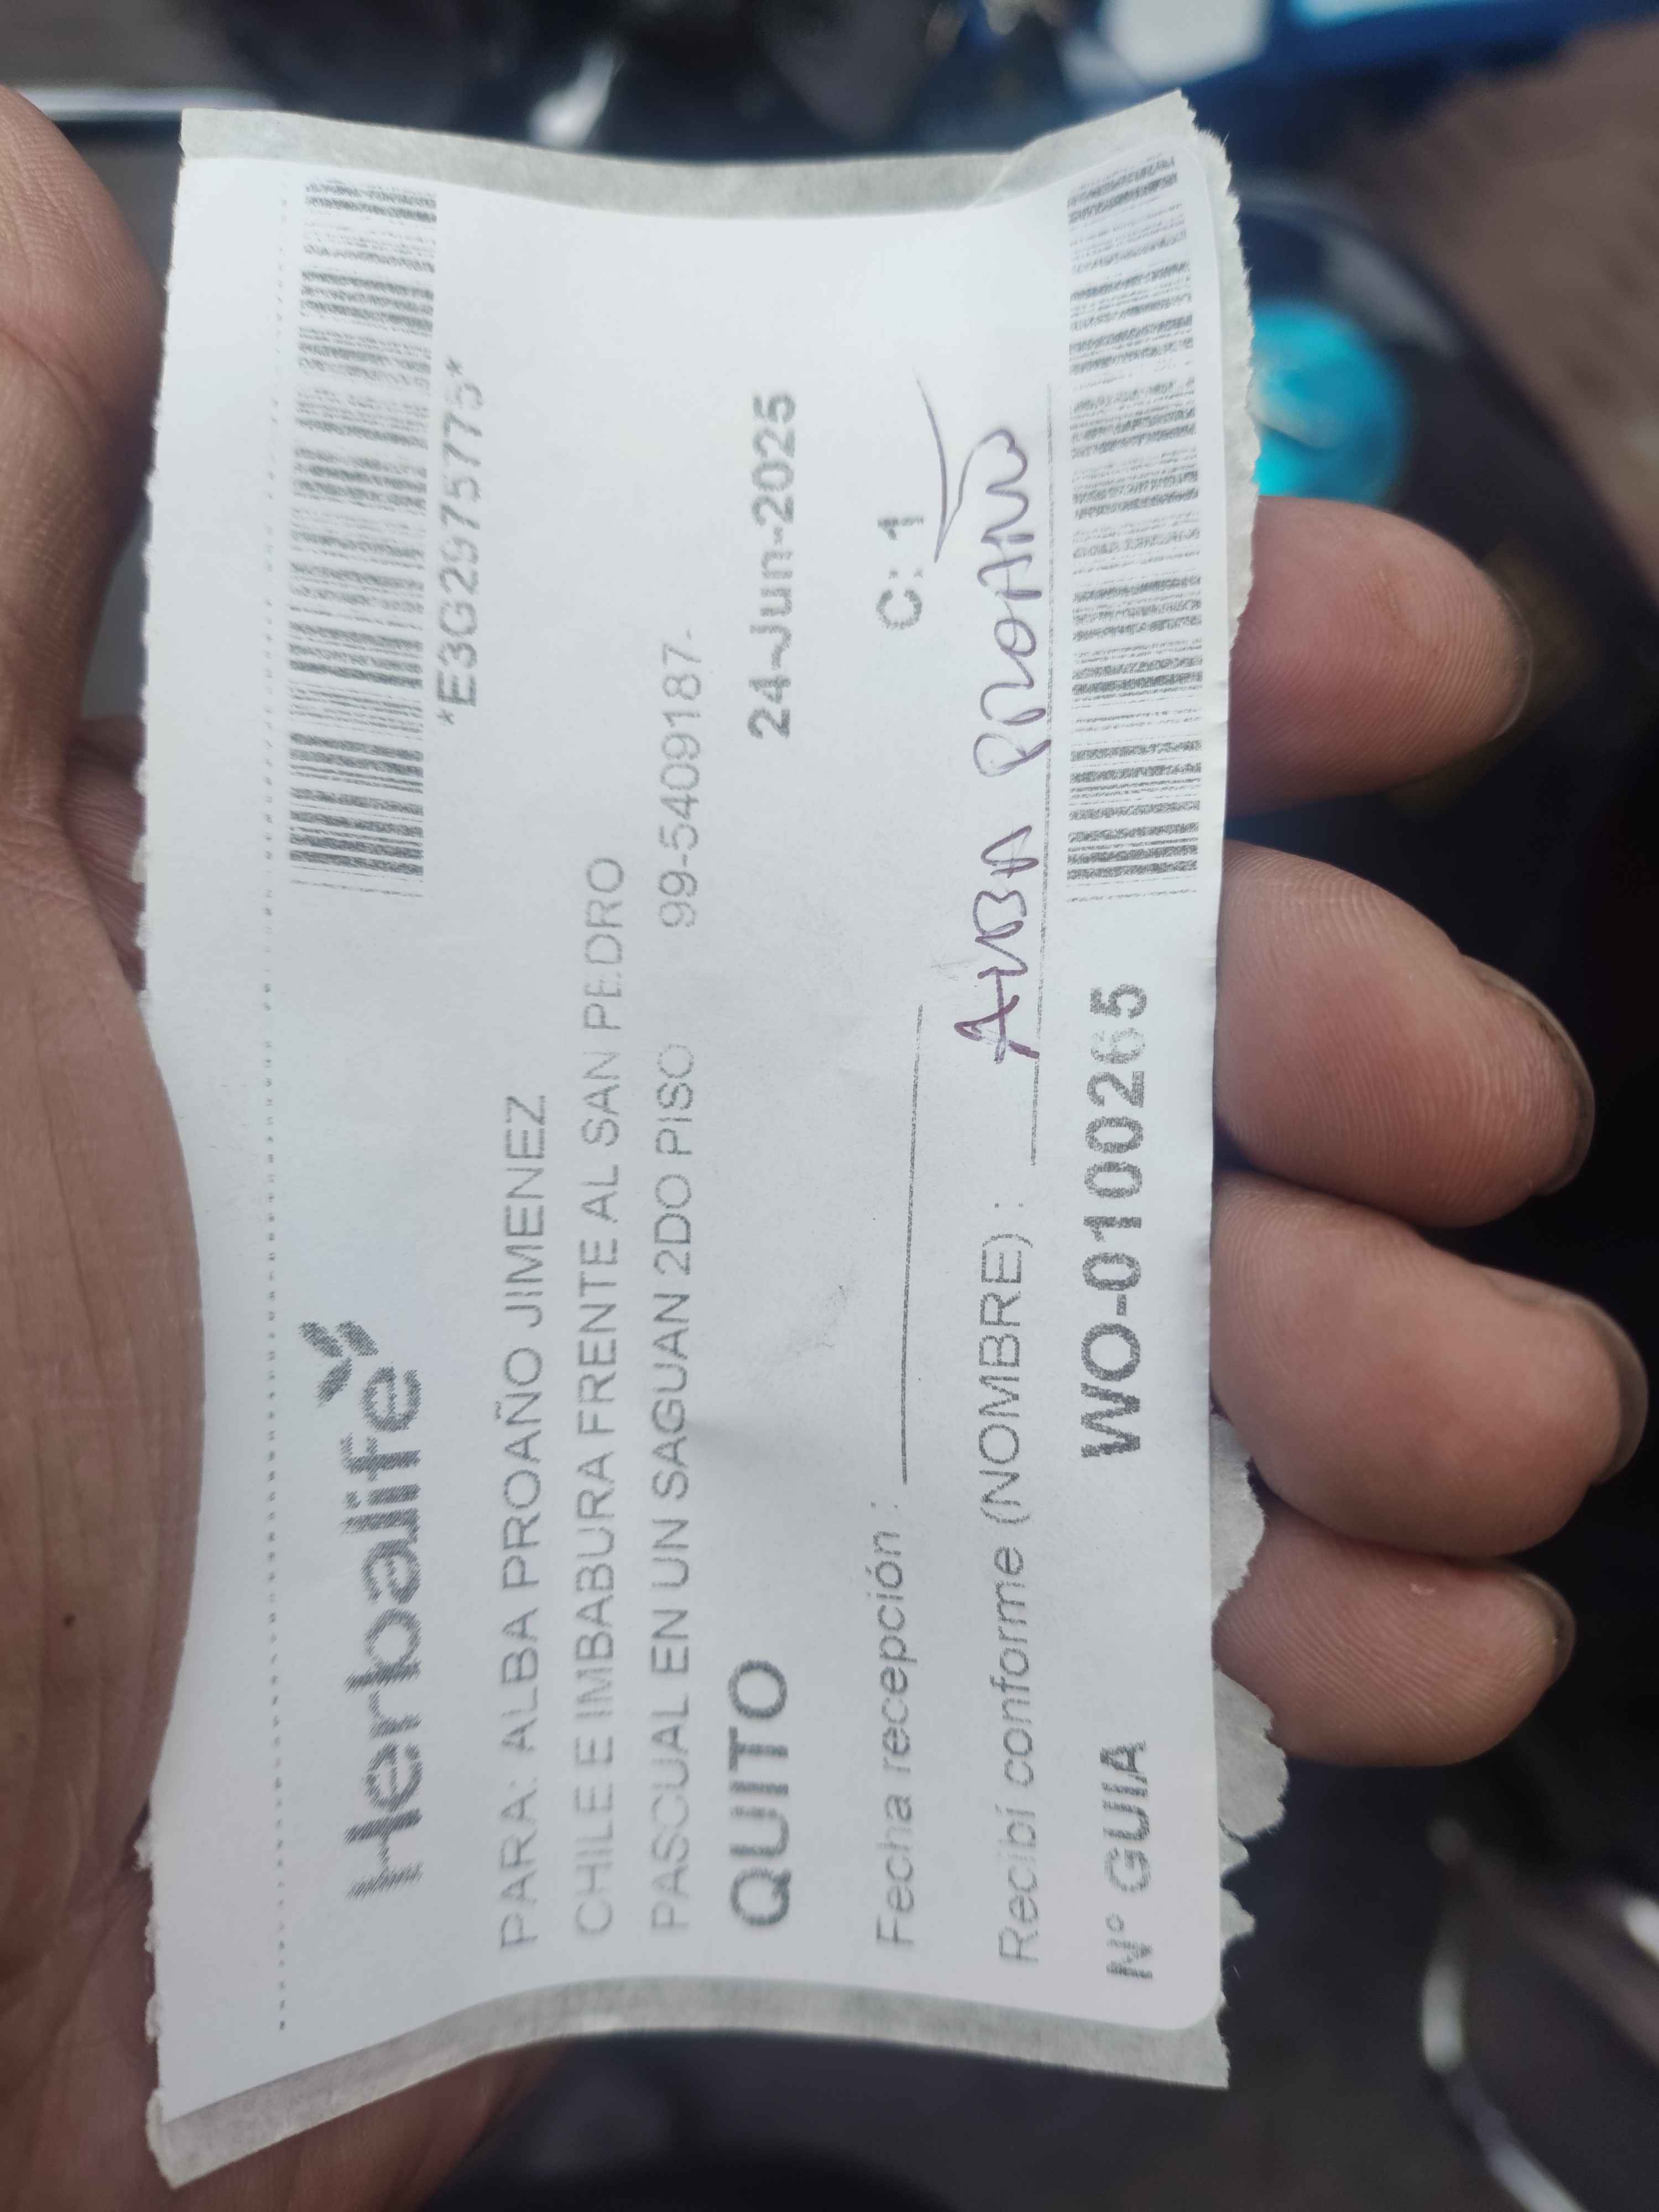 Herbalife
*E3G2975775*
PARA: ALBA PROAÑO JIMENEZ
CHILE E IMBABURA FRENTE AL SAN PEDRO
PASCUAL EN UN SAGUAN 2DO PISO 99-5409187-
QUITO 24-Jun-2025
Fecha recepción : C: 1
Recibí conforme (NOMBRE) : ALBA PROAÑO
Nº GUIA WO-0100265